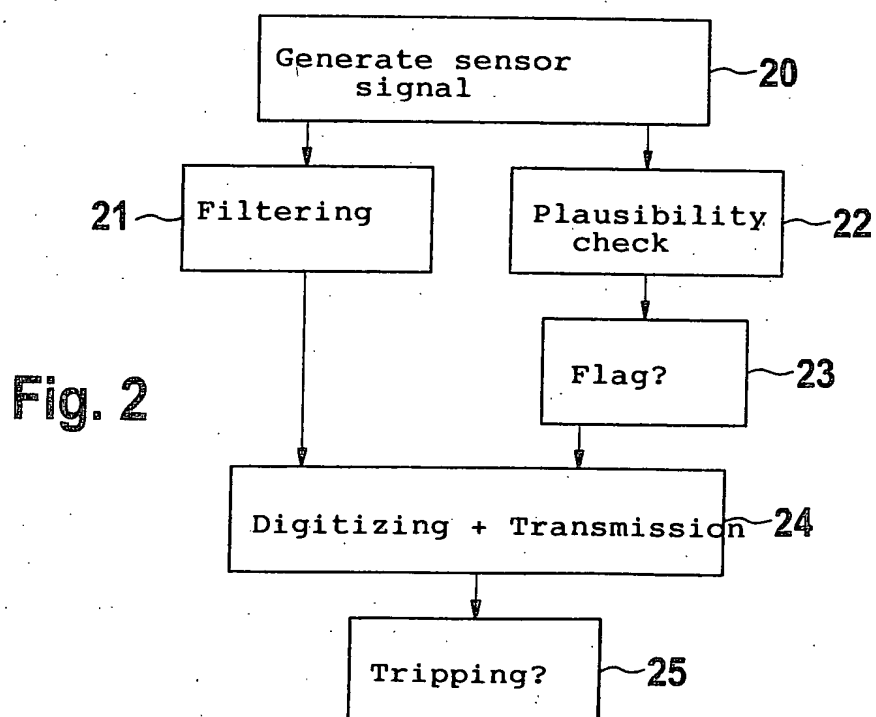 Generate sensor
signal
20
21
Filtering
Plausibility
check
22
Flag?
23
Fig. 2
Digitizing + Transmission
24
Tripping?
25